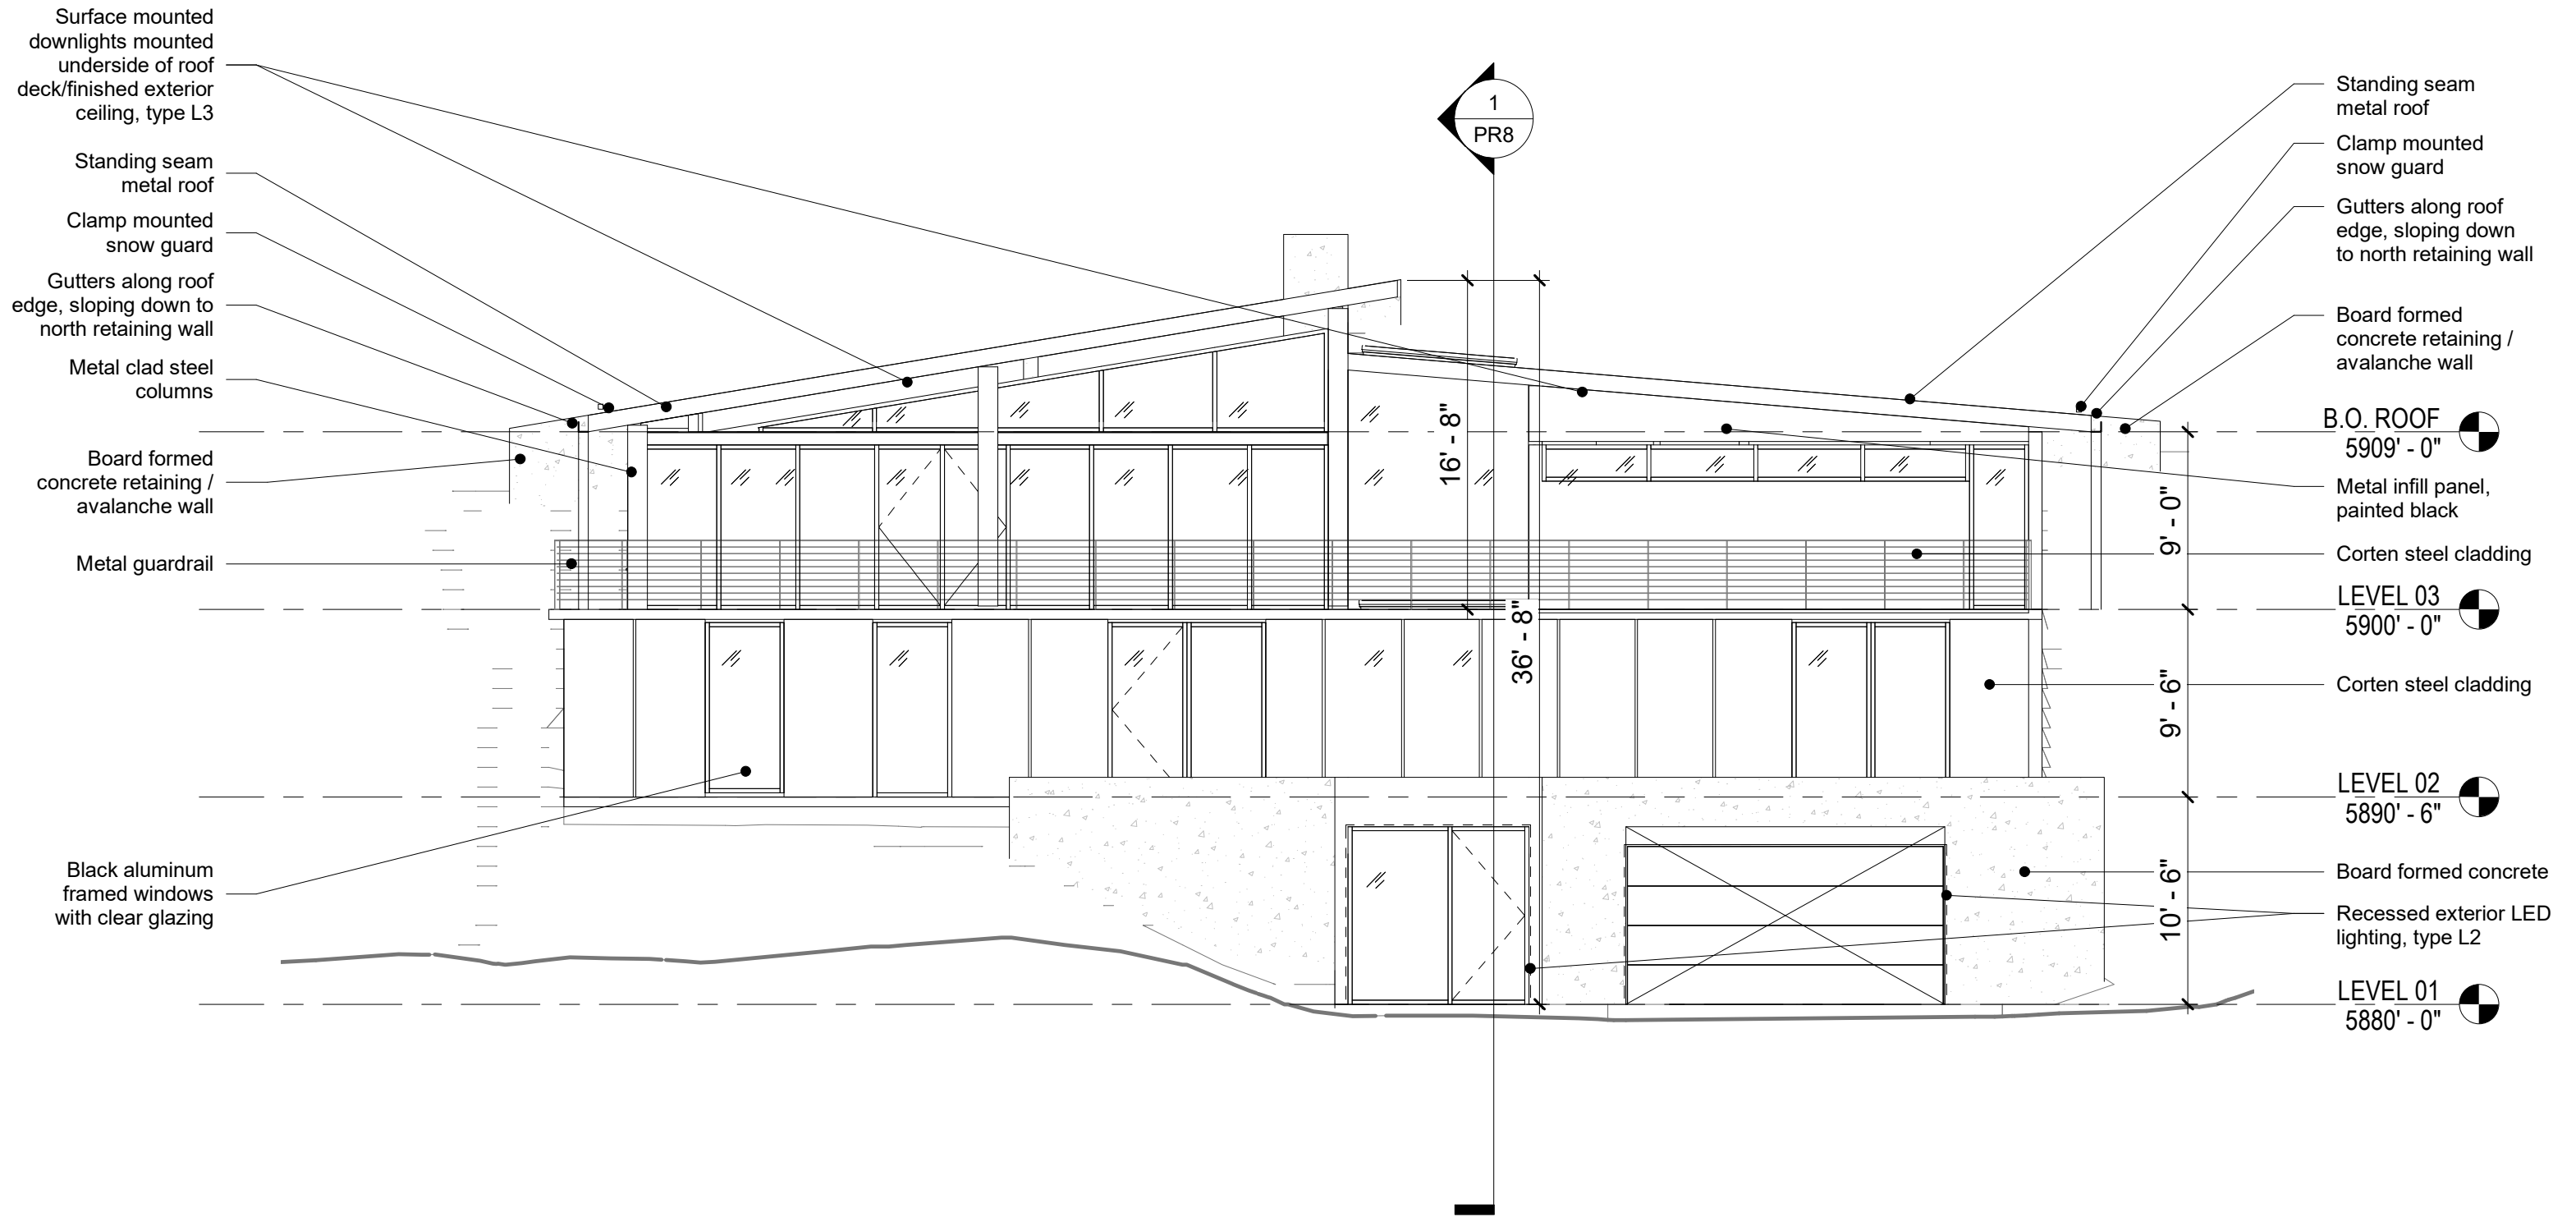 Surface mounted
downlights mounted
underside of roof
deck/finished exterior
ceiling, type L3
Standing seam
metal roof
Clamp mounted
snow guard
Gutters along roof
edge, sloping down to
north retaining wall
Metal clad steel
columns
Board formed
concrete retaining /
avalanche wall
Metal guardrail
Black aluminum
framed windows
with clear glazing
1
PR8
16' - 8"
36' - 8"
9' - 0"
9' - 6"
10' - 6"
Standing seam
metal roof
Clamp mounted
snow guard
Gutters along roof
edge, sloping down
to north retaining wall
Board formed
concrete retaining /
avalanche wall
B.O. ROOF
5909' - 0"
Metal infill panel,
painted black
Corten steel cladding
LEVEL 03
5900' - 0"
Corten steel cladding
LEVEL 02
5890' - 6"
Board formed concrete
Recessed exterior LED
lighting, type L2
LEVEL 01
5880' - 0"